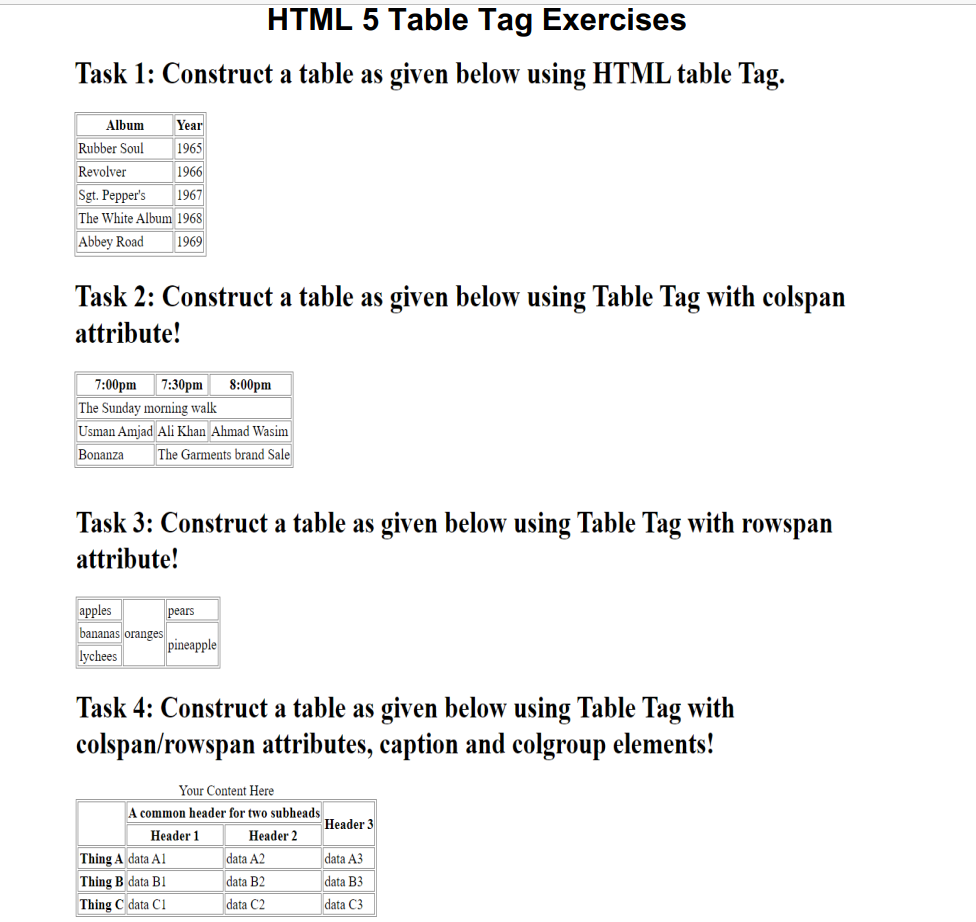 HTML 5 Table Tag Exercises
Task 1: Construct a table as given below using HTML table Tag.
Album Year
Rubber Soul 1965
Revolver 1966
Sgt. Pepper's 1967
The White Album 1968
Abbey Road 1969
Task 2: Construct a table as given below using Table Tag with colspan
attribute!
7:00pm 7:30pm 8:00pm
The Sunday morning walk
Usman Amjad Ali Khan Ahmad Wasim
Bonanza The Garments brand Sale
Task 3: Construct a table as given below using Table Tag with rowspan
attribute!
apples pears
bananas oranges
pineapple
lychees
Task 4: Construct a table as given below using Table Tag with
colspan/rowspan attributes, caption and colgroup elements!
Your Content Here
A common header for two subheads
Header 3
Header 1 Header 2
Thing A data A1 data A2 data A3
Thing B data B1 data B2 data B3
Thing C data C1 data C2 data C3